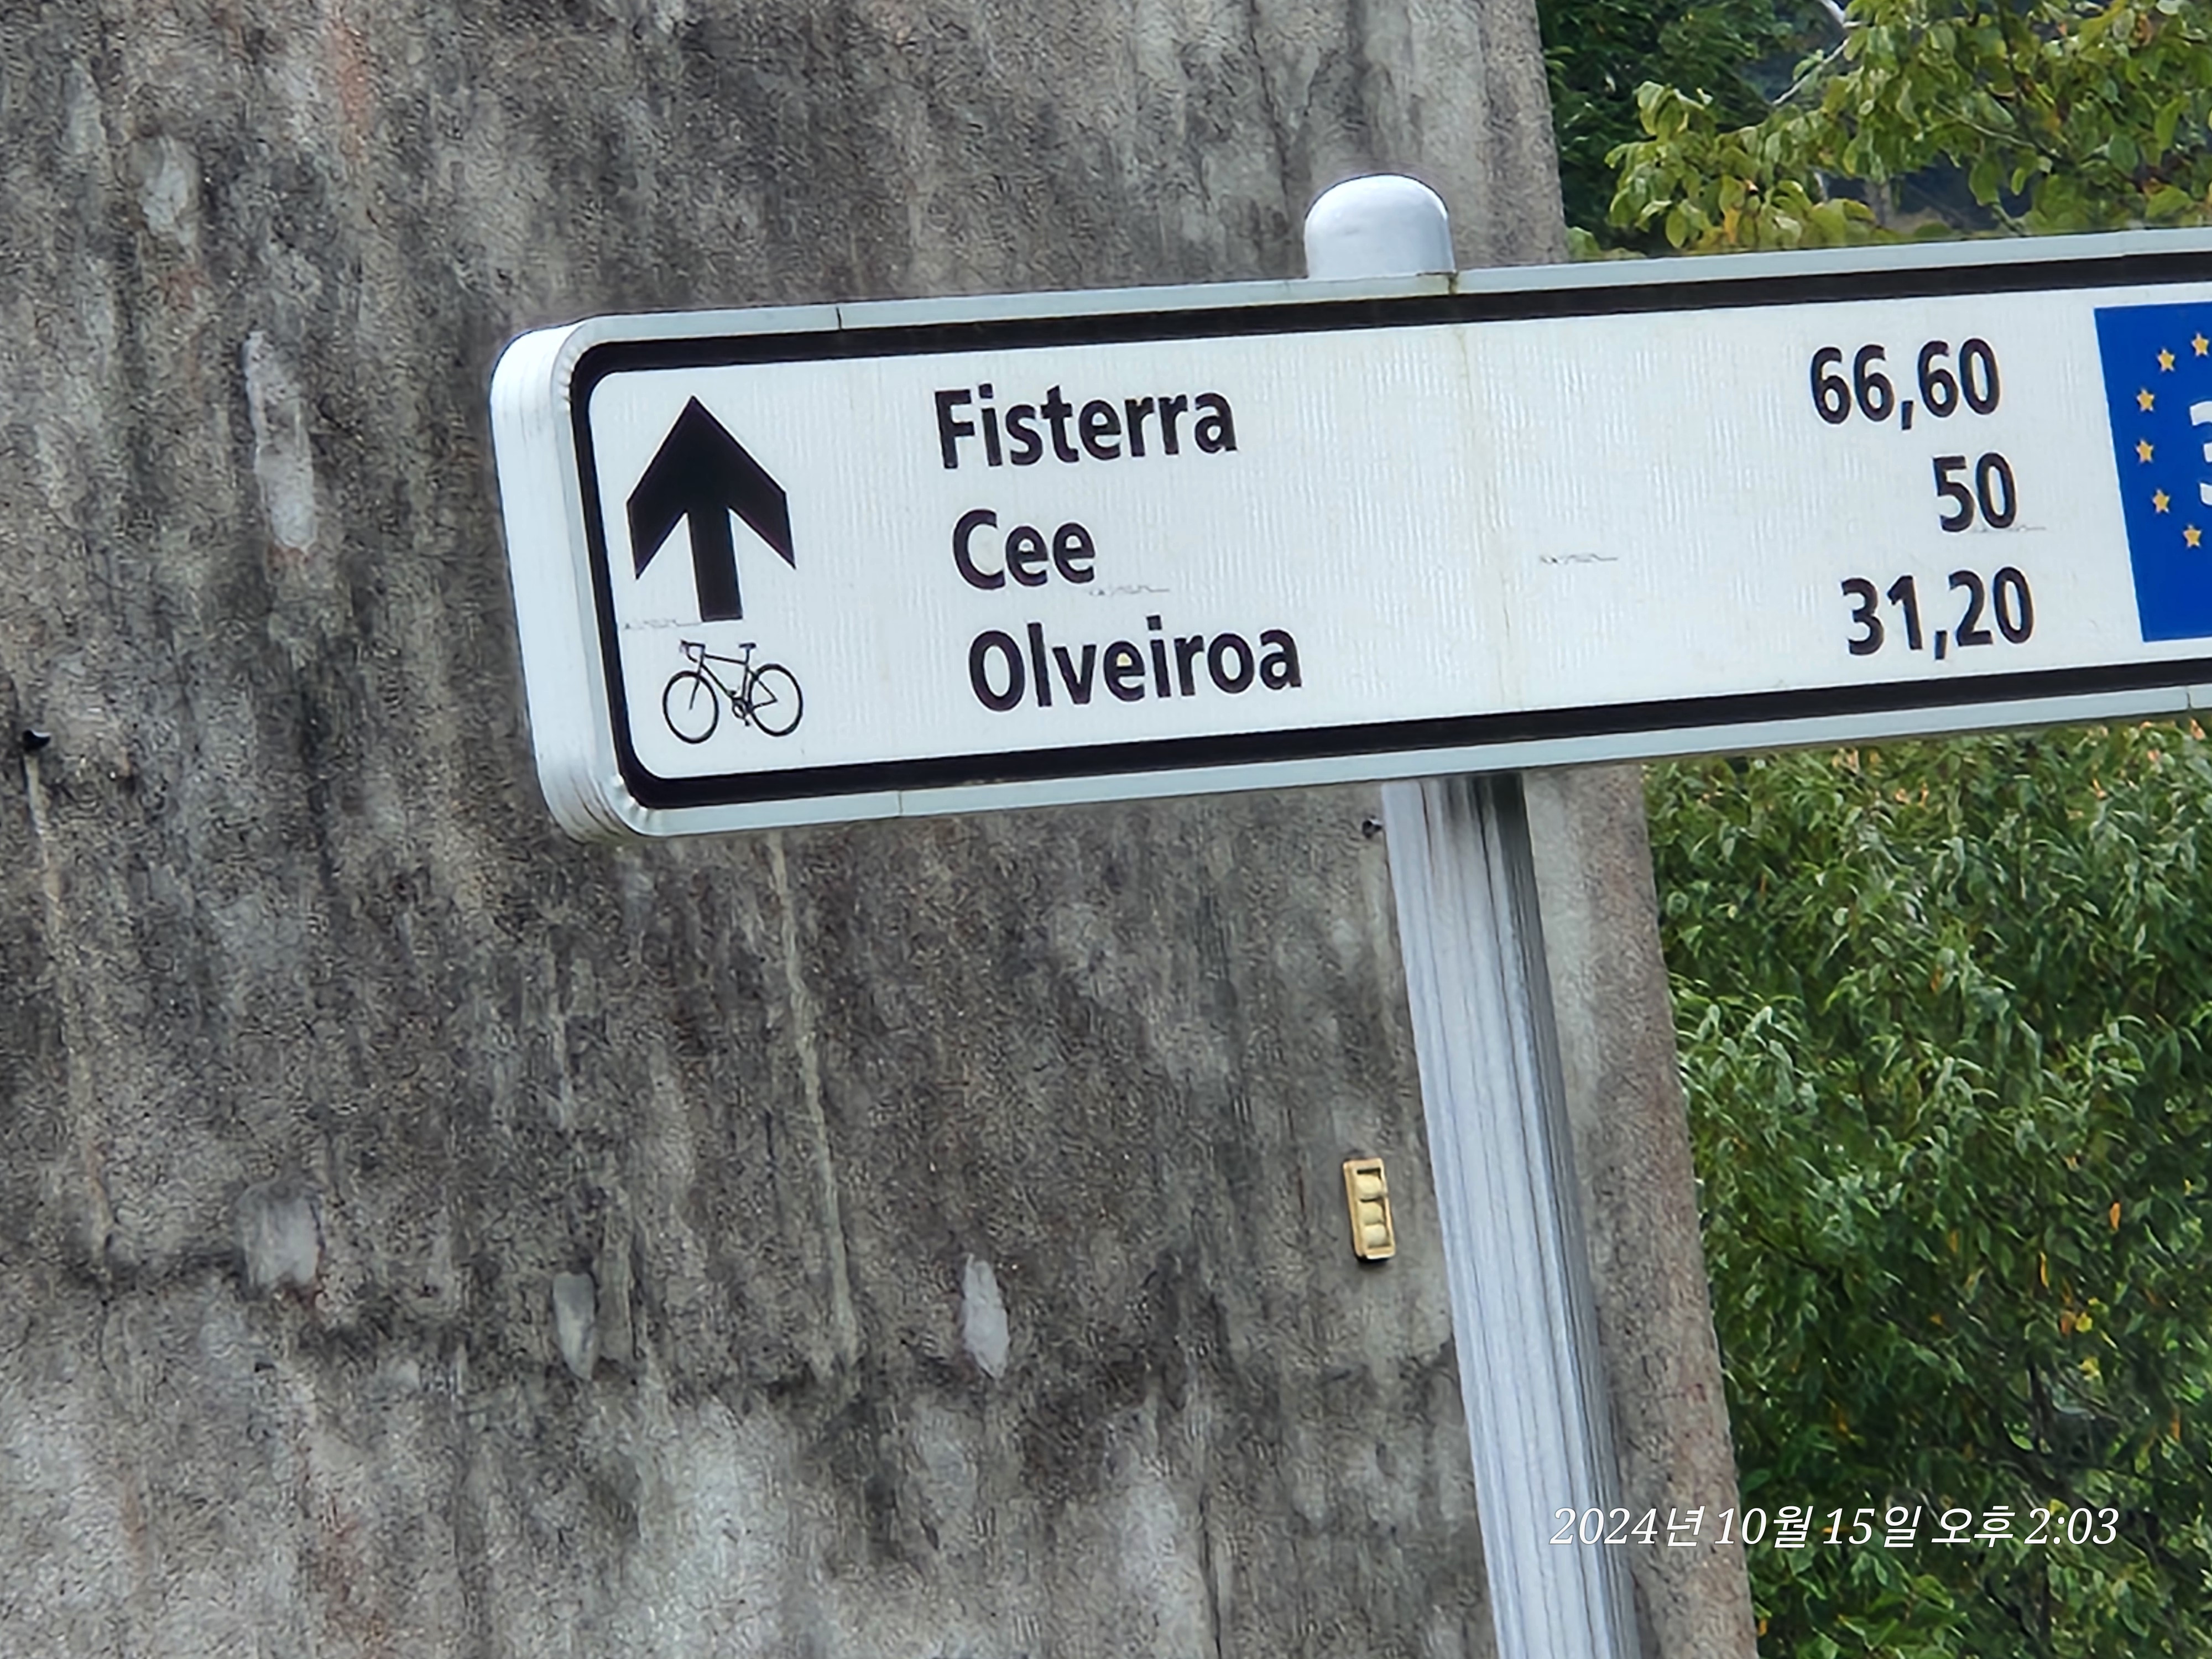 Fisterra 66,60
Cee 50
Olveiroa 31,20
3
2024년 10월 15일 오후 2:03